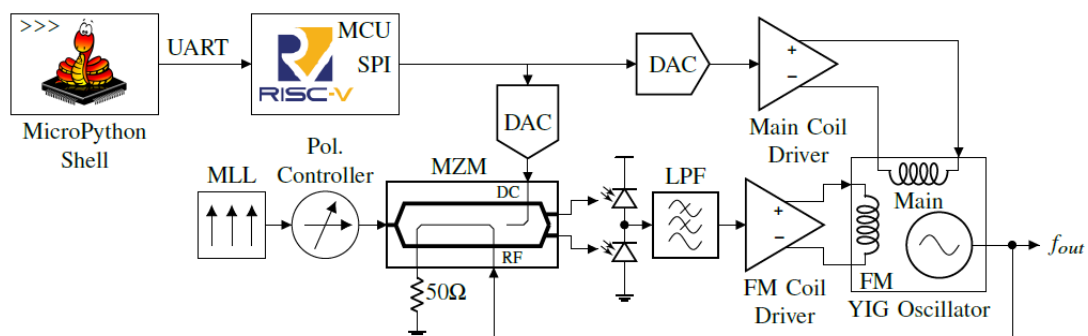 >>>
MicroPython
Shell
UART
MCU
SPI
RISC-V
DAC
DAC
Main Coil
Driver
MLL
Pol.
Controller
MZM
DC
RF
50Ω
LPF
FM Coil
Driver
Main
FM
YIG Oscillator
f_out